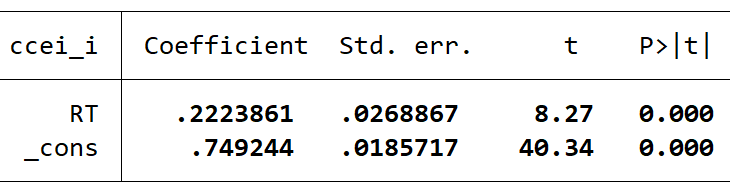 ccei_i Coefficient Std. err. t P>|t|
RT .2223861 .0268867 8.27 0.000
_cons .749244 .0185717 40.34 0.000